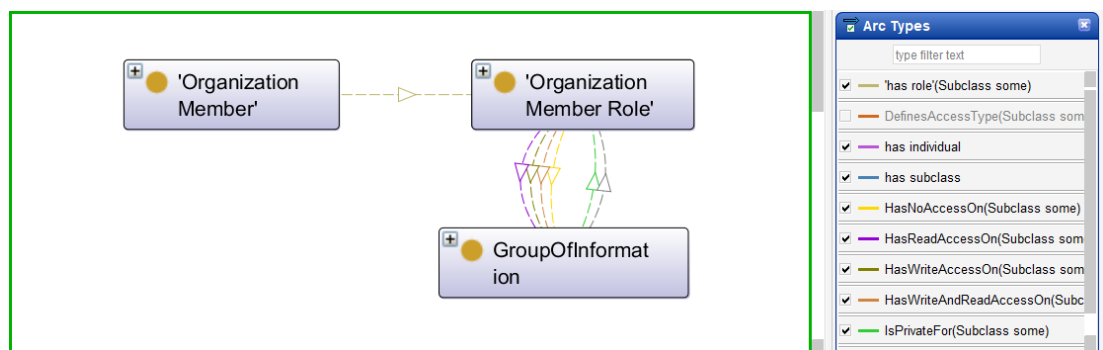 'Organization
Member'
'Organization
Member Role'
GroupOfInformat
ion
Arc Types
type filter text
'has role'(Subclass some)
DefinesAccessType(Subclass som
has individual
has subclass
HasNoAccessOn(Subclass some)
HasReadAccessOn(Subclass som
HasWriteAccessOn(Subclass som
HasWriteAndReadAccessOn(Subc
IsPrivateFor(Subclass some)